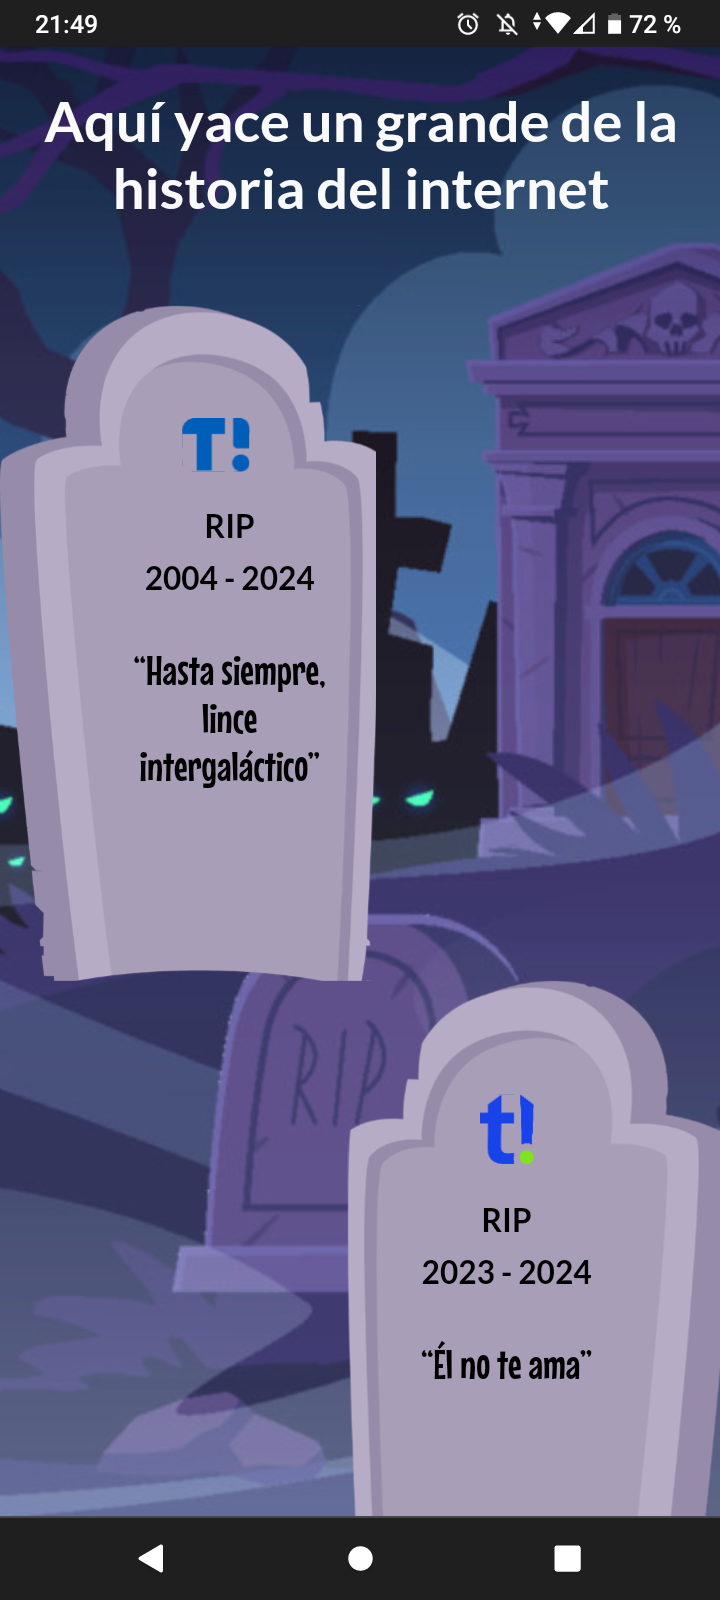 21:49
72 %
Aquí yace un grande de la
historia del internet
T!
RIP
2004 - 2024
“Hasta siempre,
lince
intergaláctico”
RIP
t!
RIP
2023 - 2024
“Él no te ama”